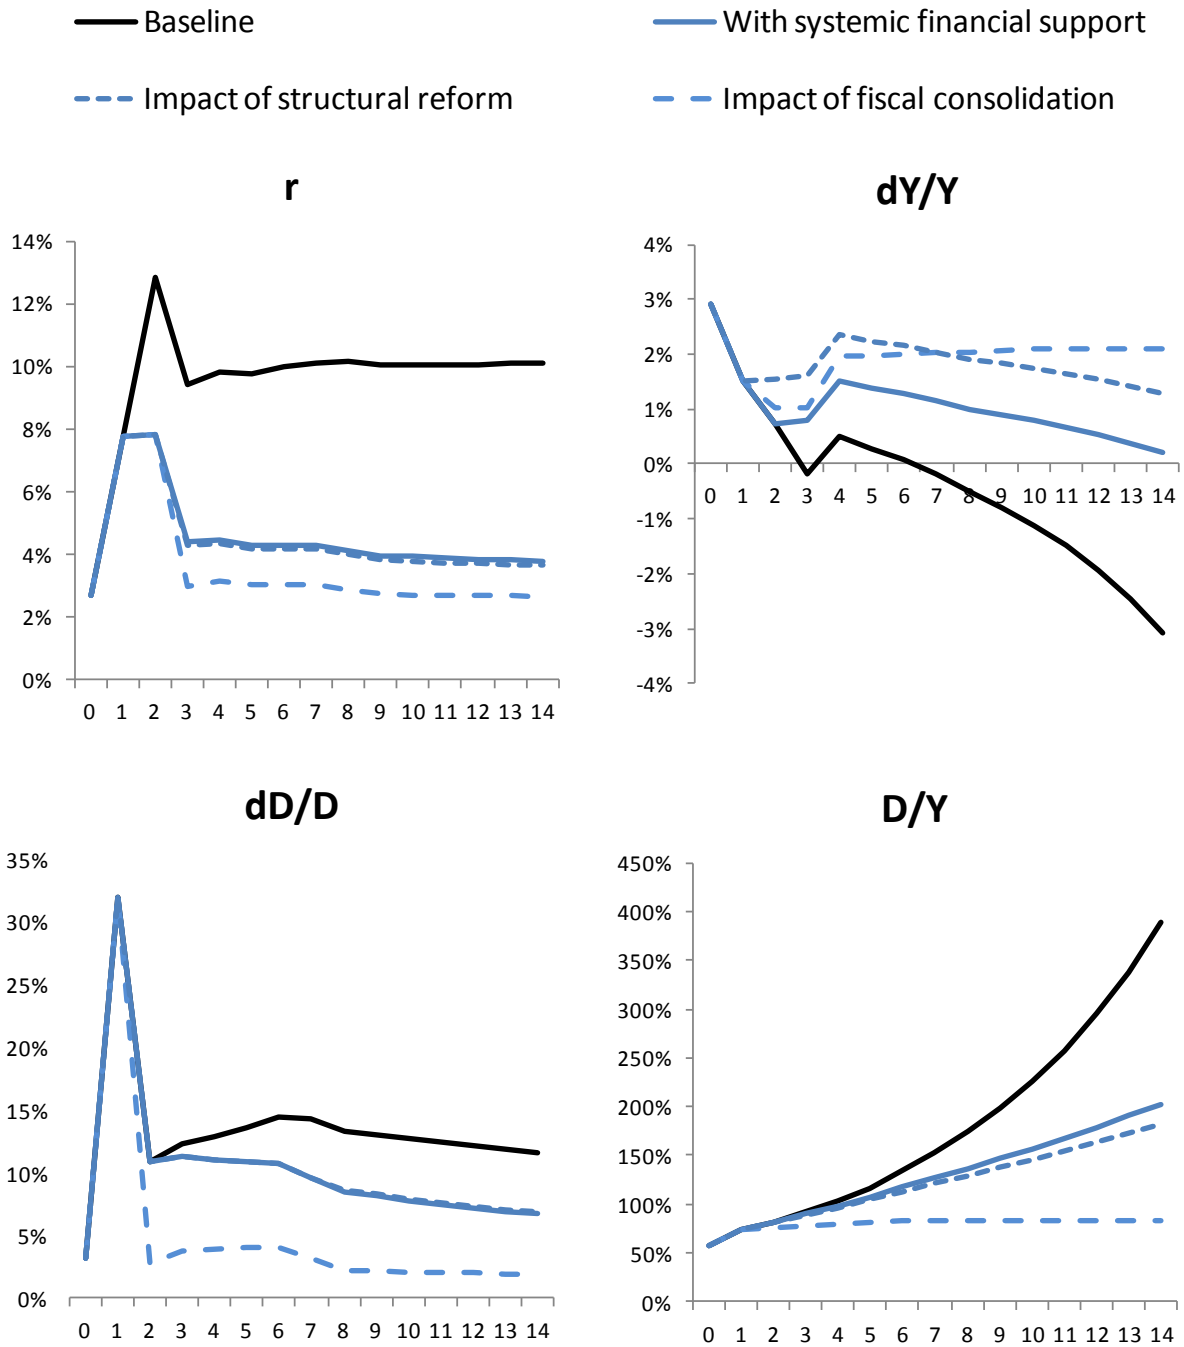 Baseline
With systemic financial support
Impact of structural reform
Impact of fiscal consolidation
r
14%
12%
10%
8%
6%
4%
2%
0%
0 1 2 3 4 5 6 7 8 9 10 11 12 13 14
dY/Y
4%
3%
2%
1%
0%
-1%
-2%
-3%
-4%
0 1 2 3 4 5 6 7 8 9 10 11 12 13 14
dD/D
35%
30%
25%
20%
15%
10%
5%
0%
0 1 2 3 4 5 6 7 8 9 10 11 12 13 14
D/Y
450%
400%
350%
300%
250%
200%
150%
100%
50%
0%
0 1 2 3 4 5 6 7 8 9 10 11 12 13 14